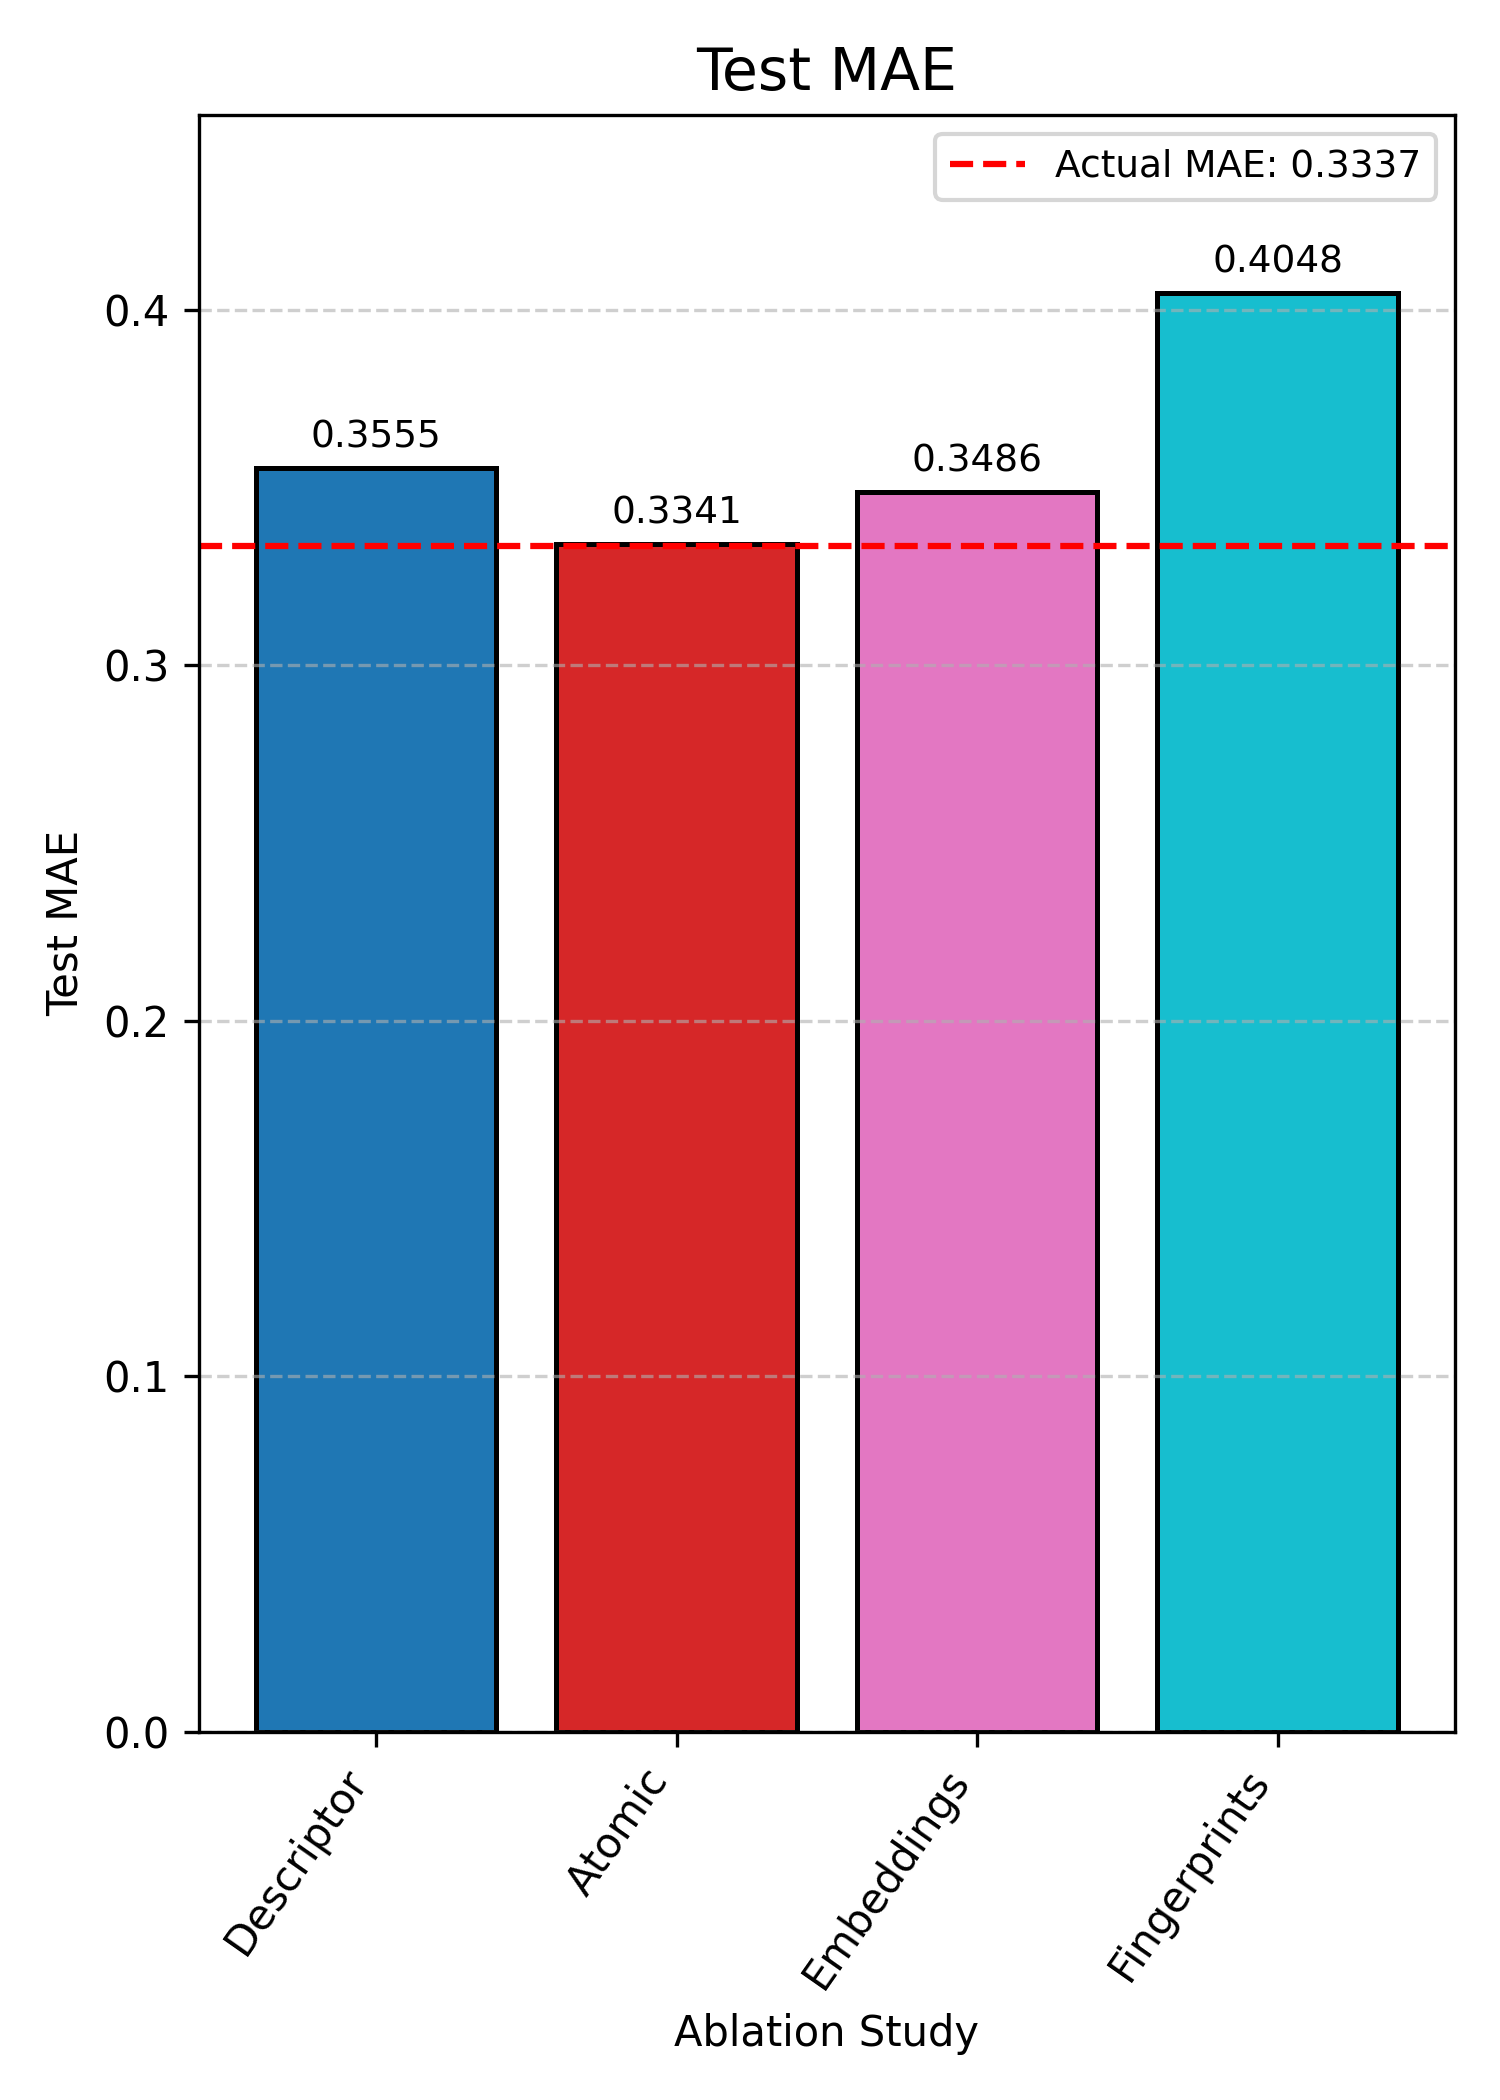 Test MAE
Actual MAE: 0.3337
0.4048
0.3555
0.3486
0.3341
0.4
0.3
0.2
0.1
0.0
Test MAE
Descriptor
Atomic
Embeddings
Fingerprints
Ablation Study